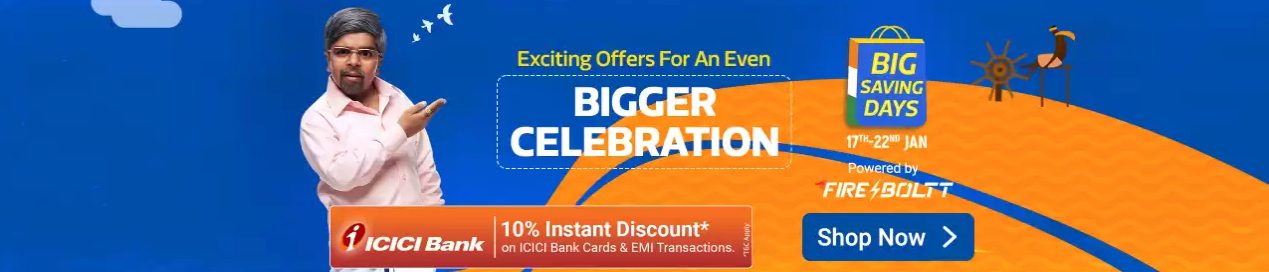 Exciting Offers For An Even
BIGGER
CELEBRATION
BIG
SAVING
DAYS
17TH-22ND JAN
Powered by
FIRE BOLTT
i ICICI Bank
10% Instant Discount*
on ICICI Bank Cards & EMI Transactions.
*T&C Apply
Shop Now